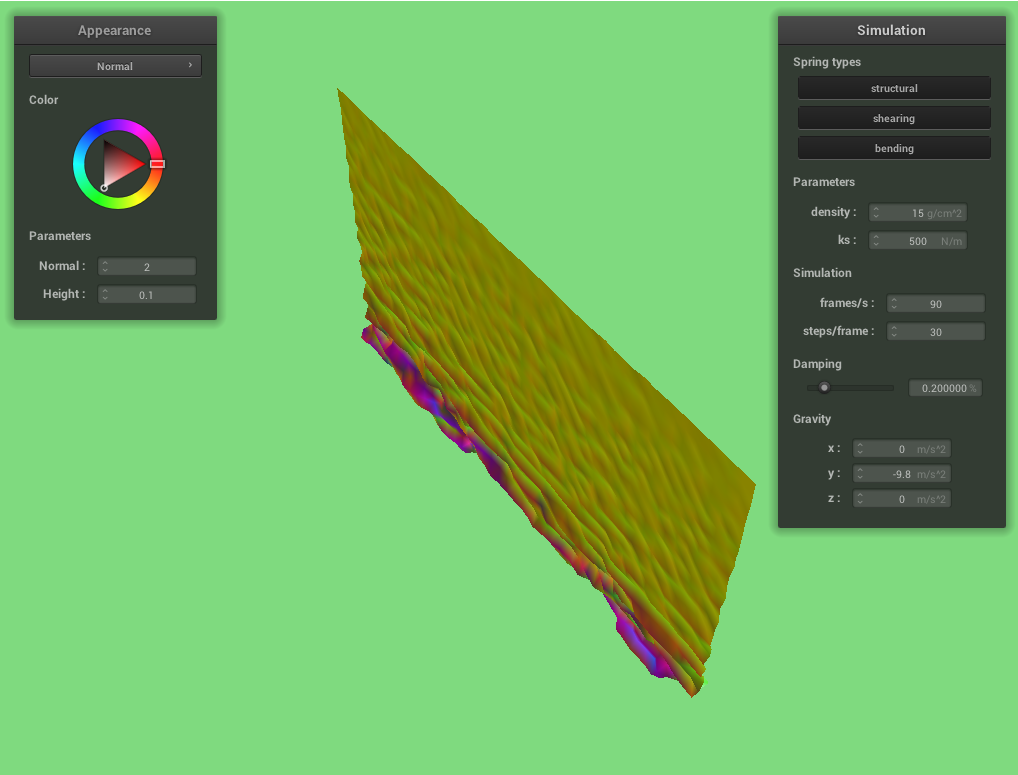 Appearance
Normal ›
Color
Parameters
Normal : 2
Height : 0.1
Simulation
Spring types
structural
shearing
bending
Parameters
density : 15 g/cm^2
ks : 500 N/m
Simulation
frames/s : 90
steps/frame : 30
Damping
0.200000 %
Gravity
x : 0 m/s^2
y : -9.8 m/s^2
z : 0 m/s^2